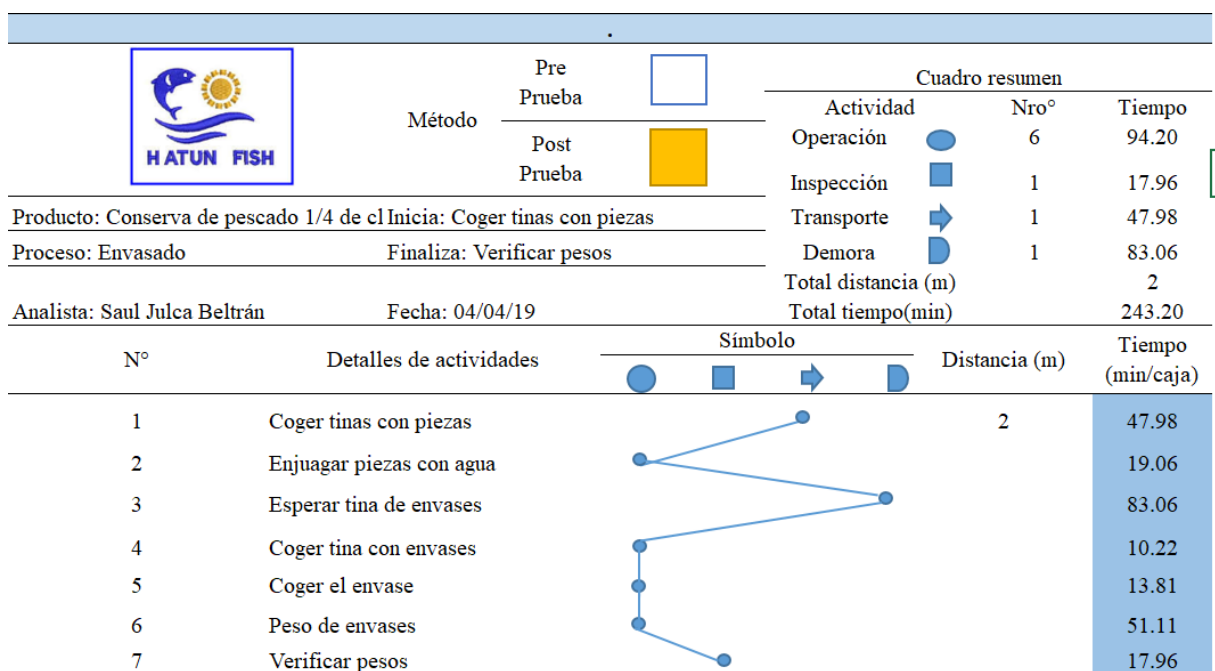 .
HATUN FISH
Método
Pre Prueba
Post Prueba
Cuadro resumen
Actividad Nro° Tiempo
Operación 6 94.20
Inspección 1 17.96
Transporte 1 47.98
Demora 1 83.06
Total distancia (m) 2
Total tiempo(min) 243.20
Producto: Conserva de pescado 1/4 de cl Inicia: Coger tinas con piezas
Proceso: Envasado Finaliza: Verificar pesos
Analista: Saul Julca Beltrán Fecha: 04/04/19
N° Detalles de actividades Símbolo Distancia (m) Tiempo (min/caja)
1 Coger tinas con piezas 2 47.98
2 Enjuagar piezas con agua 19.06
3 Esperar tina de envases 83.06
4 Coger tina con envases 10.22
5 Coger el envase 13.81
6 Peso de envases 51.11
7 Verificar pesos 17.96